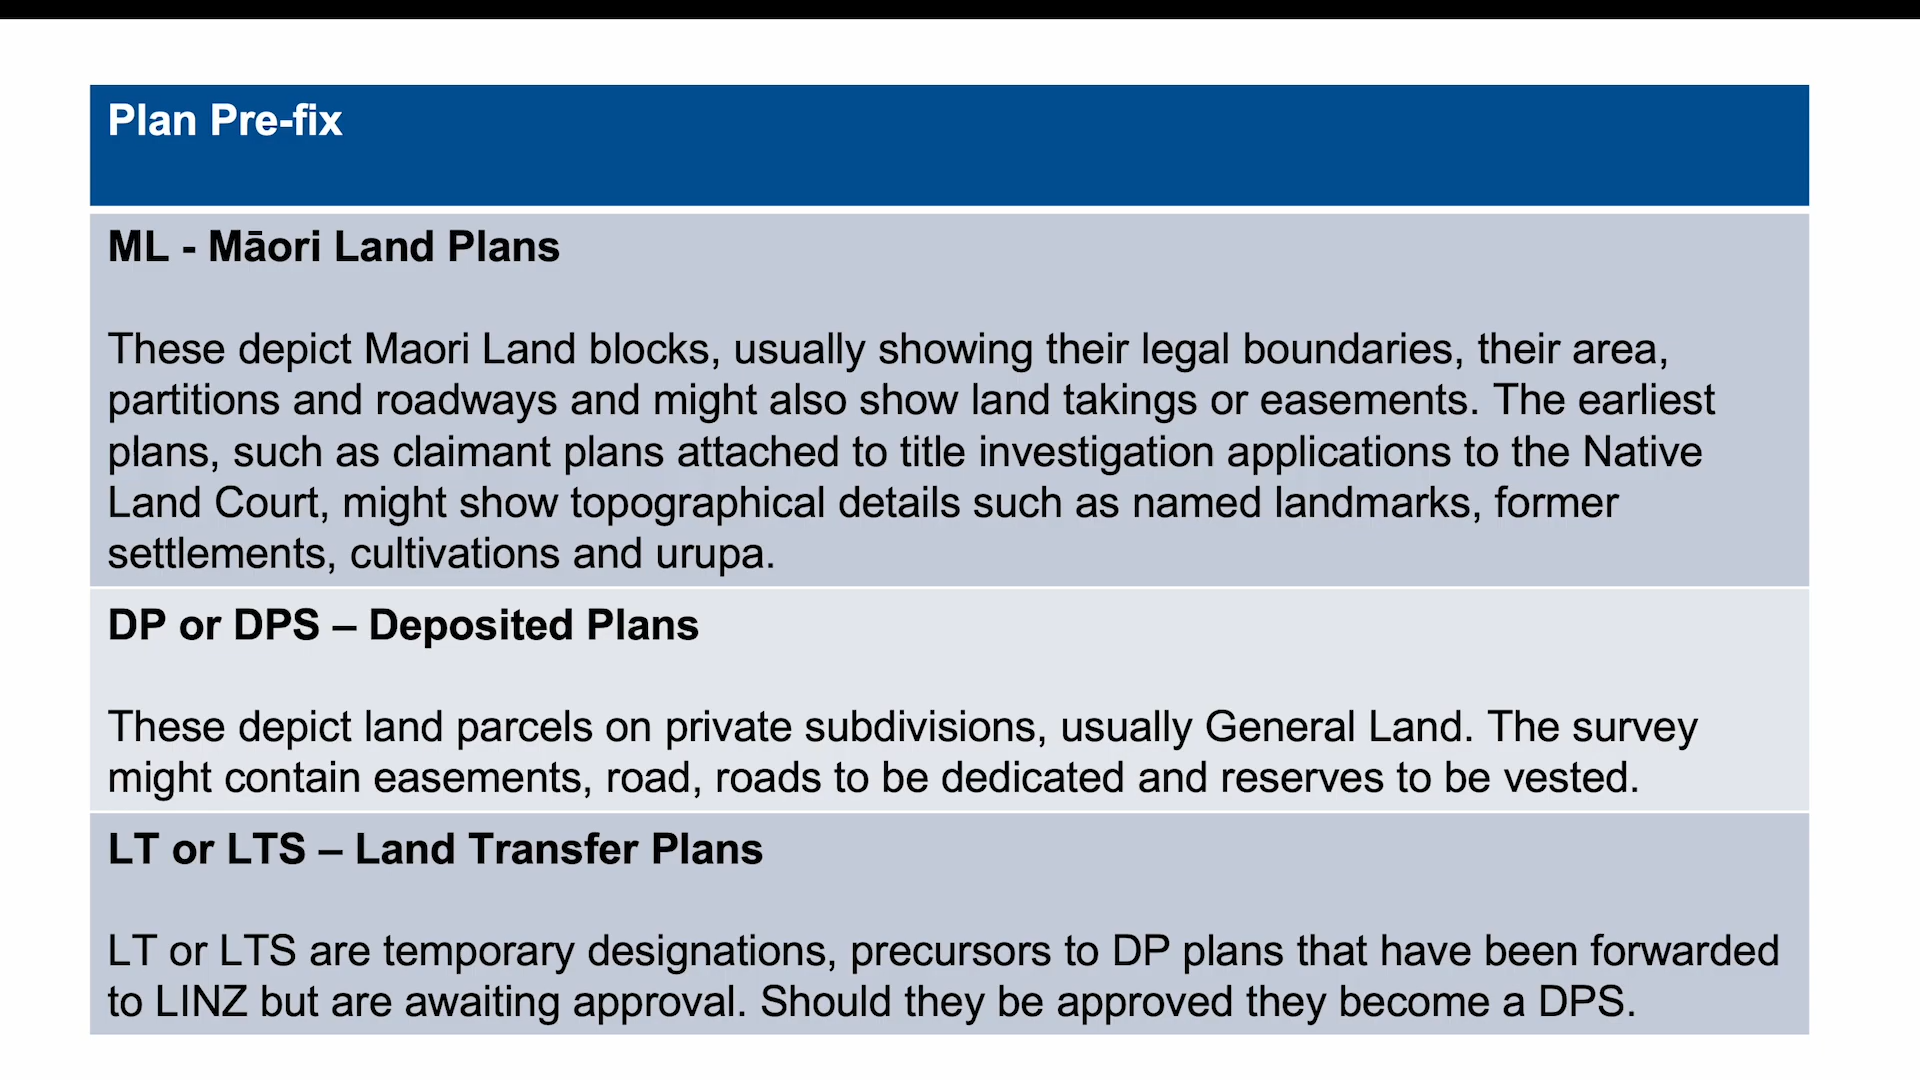 Plan Pre-fix
ML - Māori Land Plans
These depict Maori Land blocks, usually showing their legal boundaries, their area,
partitions and roadways and might also show land takings or easements. The earliest
plans, such as claimant plans attached to title investigation applications to the Native
Land Court, might show topographical details such as named landmarks, former
settlements, cultivations and urupa.
DP or DPS – Deposited Plans
These depict land parcels on private subdivisions, usually General Land. The survey
might contain easements, road, roads to be dedicated and reserves to be vested.
LT or LTS – Land Transfer Plans
LT or LTS are temporary designations, precursors to DP plans that have been forwarded
to LINZ but are awaiting approval. Should they be approved they become a DPS.